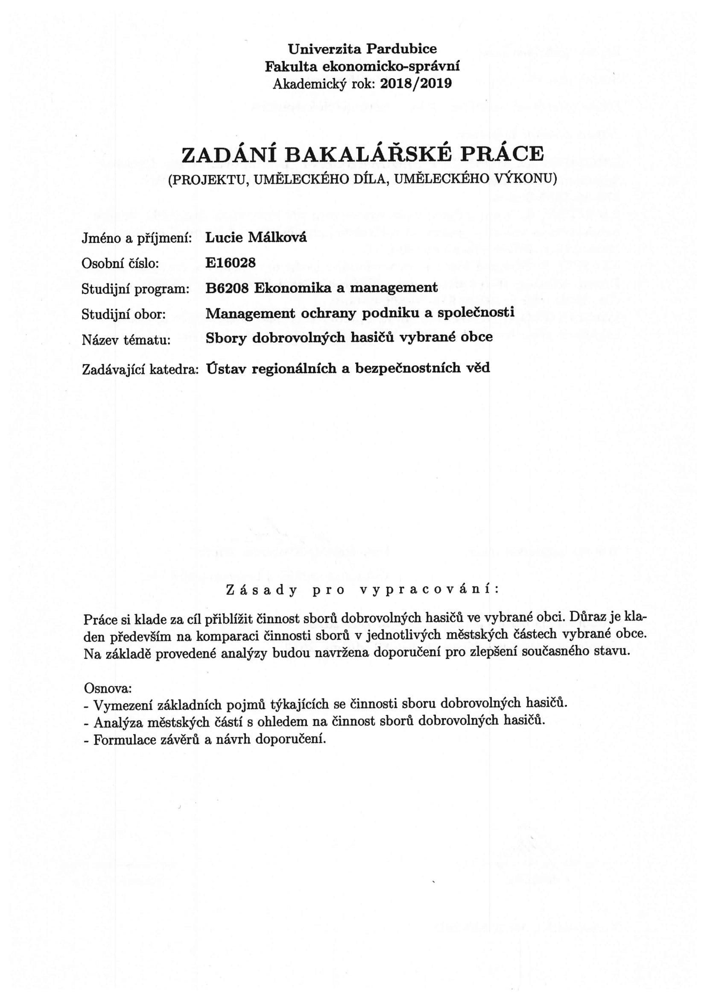 Univerzita Pardubice
Fakulta ekonomicko-správní
Akademický rok: 2018/2019
ZADÁNÍ BAKALÁŘSKÉ PRÁCE
(PROJEKTU, UMĚLECKÉHO DÍLA, UMĚLECKÉHO VÝKONU)
Jméno a příjmení: Lucie Málková
Osobní číslo: E16028
Studijní program: B6208 Ekonomika a management
Studijní obor: Management ochrany podniku a společnosti
Název tématu: Sbory dobrovolných hasičů vybrané obce
Zadávající katedra: Ústav regionálních a bezpečnostních věd
Zásady pro vypracování:
Práce si klade za cíl přiblížit činnost sborů dobrovolných hasičů ve vybrané obci. Důraz je kla-
den především na komparaci činnosti sborů v jednotlivých městských částech vybrané obce.
Na základě provedené analýzy budou navržena doporučení pro zlepšení současného stavu.
Osnova:
- Vymezení základních pojmů týkajících se činnosti sboru dobrovolných hasičů.
- Analýza městských částí s ohledem na činnost sborů dobrovolných hasičů.
- Formulace závěrů a návrh doporučení.